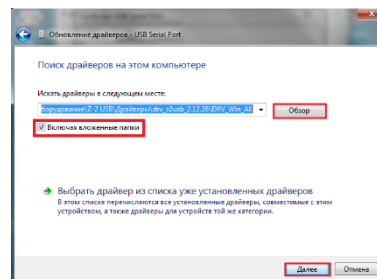 Обновление драйверов - USB Serial Port
Поиск драйверов на этом компьютере
Искать драйверы в следующем месте:
борудование\Z-2 USB\Драйверы\drv_z2usb_2.12.26\DRV_Win_All
Обзор
Включая вложенные папки
Выбрать драйвер из списка уже установленных драйверов
В этом списке перечисляются все установленные драйверы, совместимые с этим
устройством, а также драйверы для устройств той же категории.
Далее
Отмена